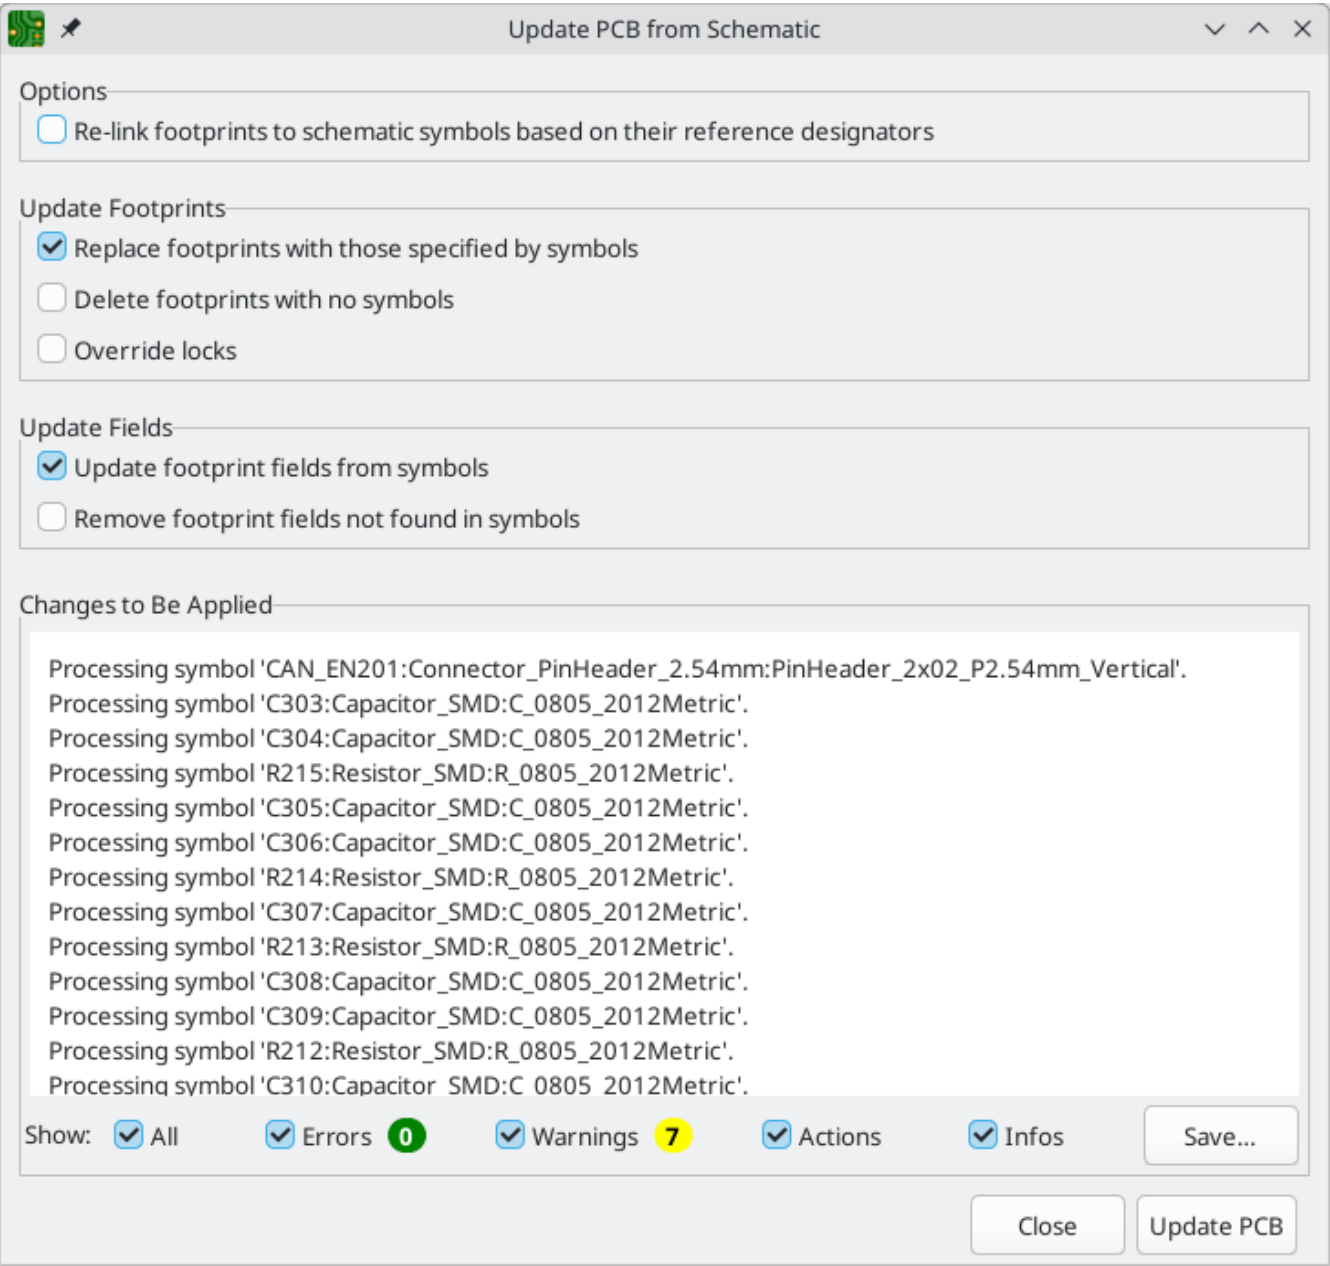 Update PCB from Schematic
Options
Re-link footprints to schematic symbols based on their reference designators
Update Footprints
Replace footprints with those specified by symbols
Delete footprints with no symbols
Override locks
Update Fields
Update footprint fields from symbols
Remove footprint fields not found in symbols
Changes to Be Applied
Processing symbol 'CAN_EN201:Connector_PinHeader_2.54mm:PinHeader_2x02_P2.54mm_Vertical'.
Processing symbol 'C303:Capacitor_SMD:C_0805_2012Metric'.
Processing symbol 'C304:Capacitor_SMD:C_0805_2012Metric'.
Processing symbol 'R215:Resistor_SMD:R_0805_2012Metric'.
Processing symbol 'C305:Capacitor_SMD:C_0805_2012Metric'.
Processing symbol 'C306:Capacitor_SMD:C_0805_2012Metric'.
Processing symbol 'R214:Resistor_SMD:R_0805_2012Metric'.
Processing symbol 'C307:Capacitor_SMD:C_0805_2012Metric'.
Processing symbol 'R213:Resistor_SMD:R_0805_2012Metric'.
Processing symbol 'C308:Capacitor_SMD:C_0805_2012Metric'.
Processing symbol 'C309:Capacitor_SMD:C_0805_2012Metric'.
Processing symbol 'R212:Resistor_SMD:R_0805_2012Metric'.
Processing symbol 'C310:Capacitor_SMD:C_0805_2012Metric'.
Show: All Errors 0 Warnings 7 Actions Infos Save...
Close Update PCB